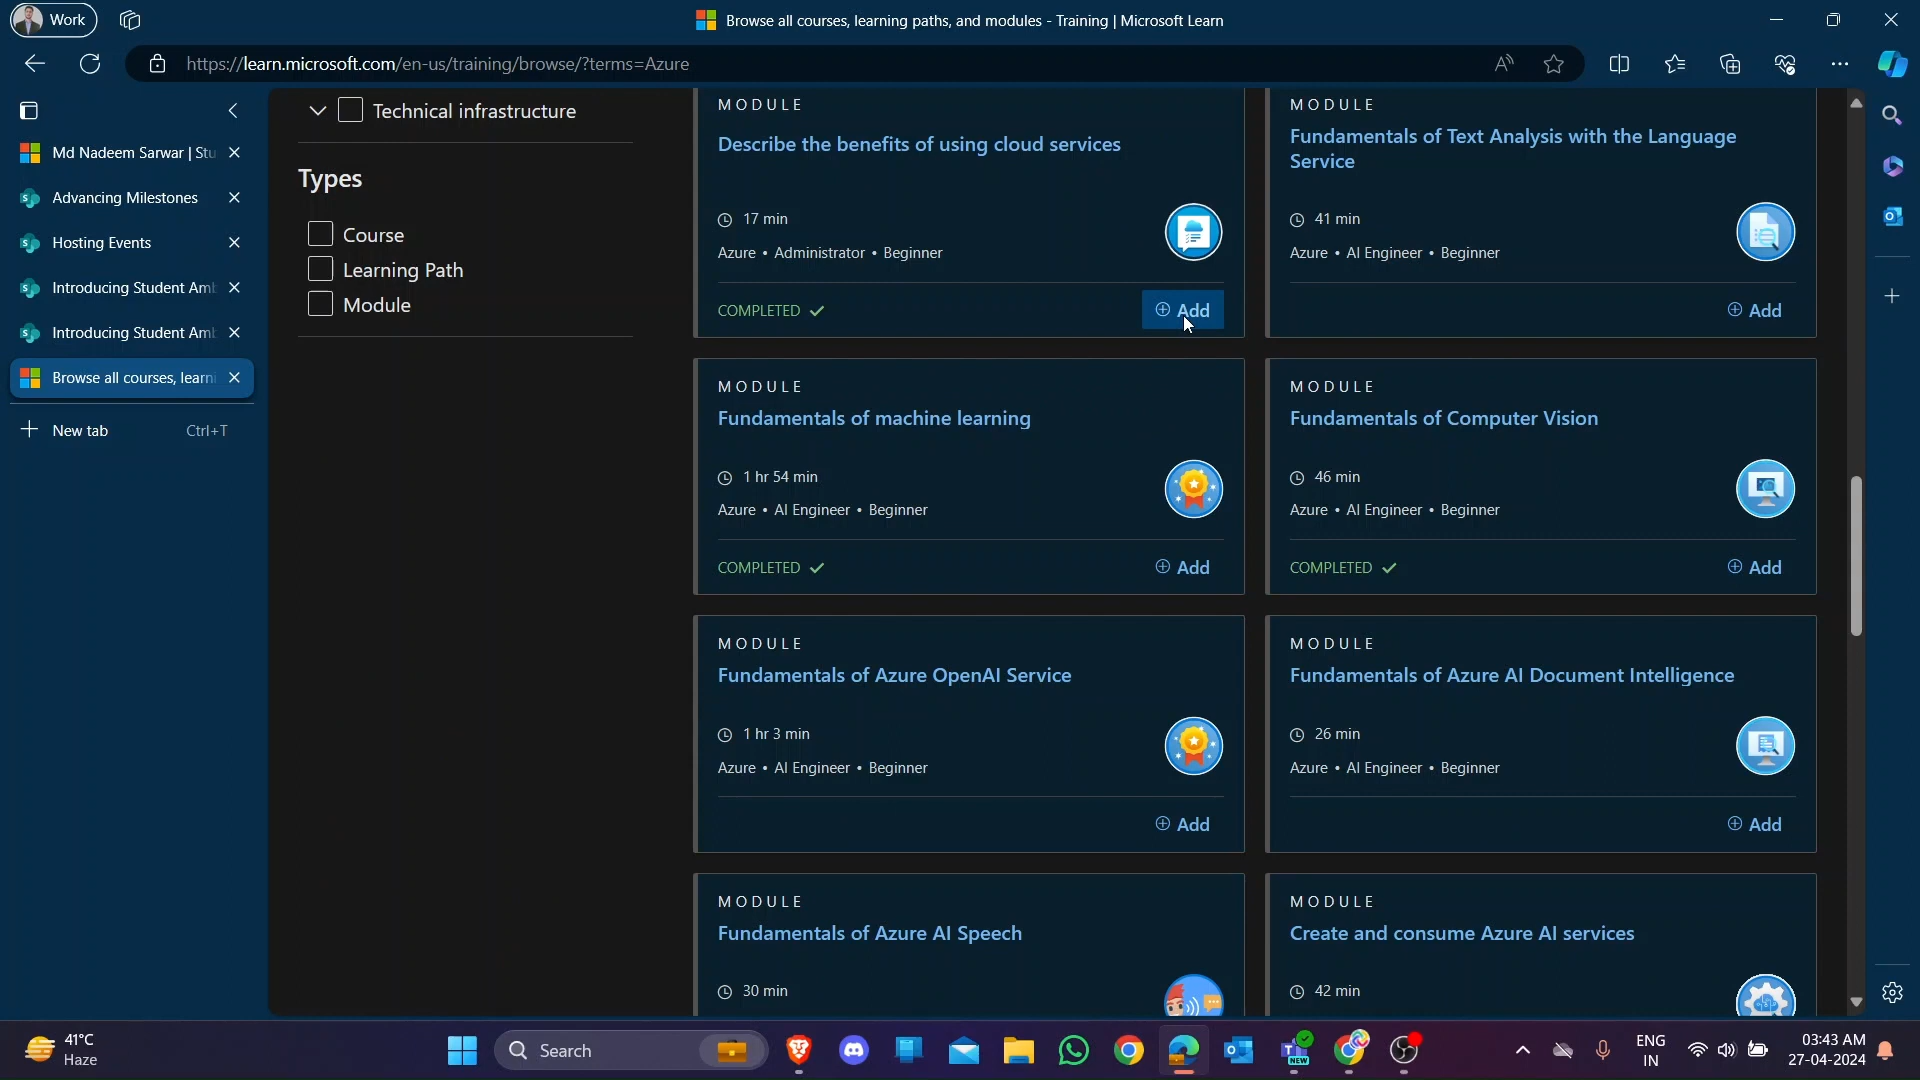 Work
Browse all courses, learning paths, and modules - Training | Microsoft Learn
https://learn.microsoft.com/en-us/training/browse/?terms=Azure
Md Nadeem Sarwar | Stu
Advancing Milestones
Hosting Events
Introducing Student Amb
Introducing Student Amb
Browse all courses, learni
New tab Ctrl+T
Technical infrastructure
Types
Course
Learning Path
Module
MODULE
Describe the benefits of using cloud services
17 min
Azure • Administrator • Beginner
COMPLETED ✓
Add
MODULE
Fundamentals of Text Analysis with the Language
Service
41 min
Azure • AI Engineer • Beginner
Add
MODULE
Fundamentals of machine learning
1 hr 54 min
Azure • AI Engineer • Beginner
COMPLETED ✓
Add
MODULE
Fundamentals of Computer Vision
46 min
Azure • AI Engineer • Beginner
COMPLETED ✓
Add
MODULE
Fundamentals of Azure OpenAI Service
1 hr 3 min
Azure • AI Engineer • Beginner
Add
MODULE
Fundamentals of Azure AI Document Intelligence
26 min
Azure • AI Engineer • Beginner
Add
MODULE
Fundamentals of Azure AI Speech
30 min
MODULE
Create and consume Azure AI services
42 min
41°C
Haze
Search
NEW
ENG
IN
03:43 AM
27-04-2024